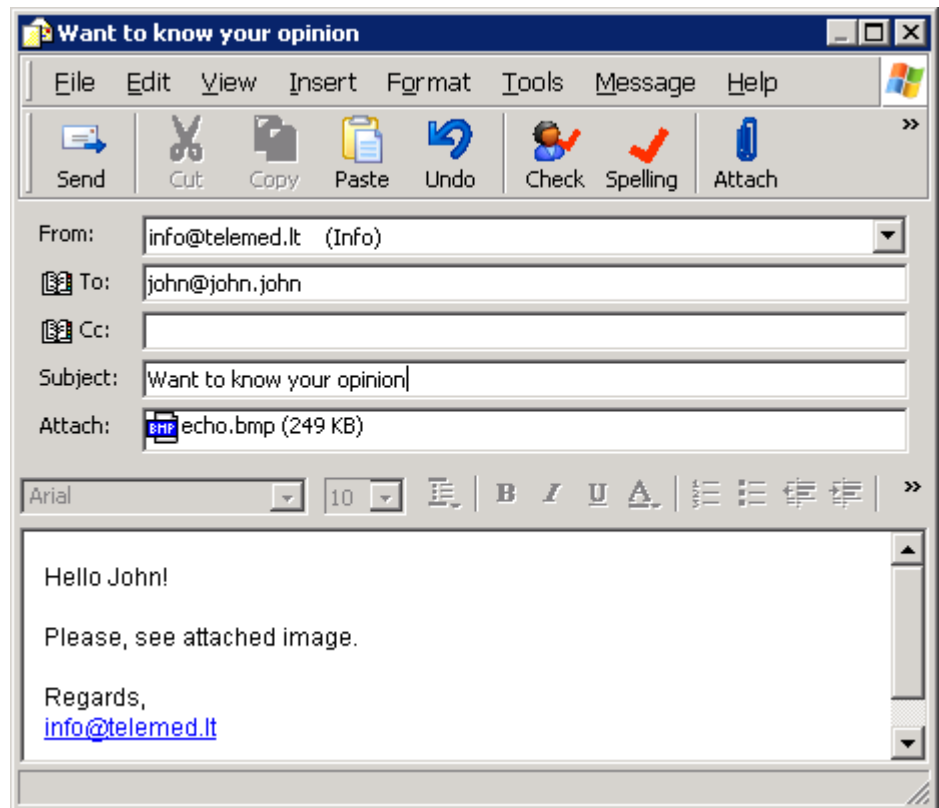 Want to know your opinion
File Edit View Insert Format Tools Message Help
Send Cut Copy Paste Undo Check Spelling Attach »
From: info@telemed.lt (Info)
To: john@john.john
Cc:
Subject: Want to know your opinion
Attach: BMP echo.bmp (249 KB)
Arial 10 B I U A »
Hello John!
Please, see attached image.
Regards,
info@telemed.lt